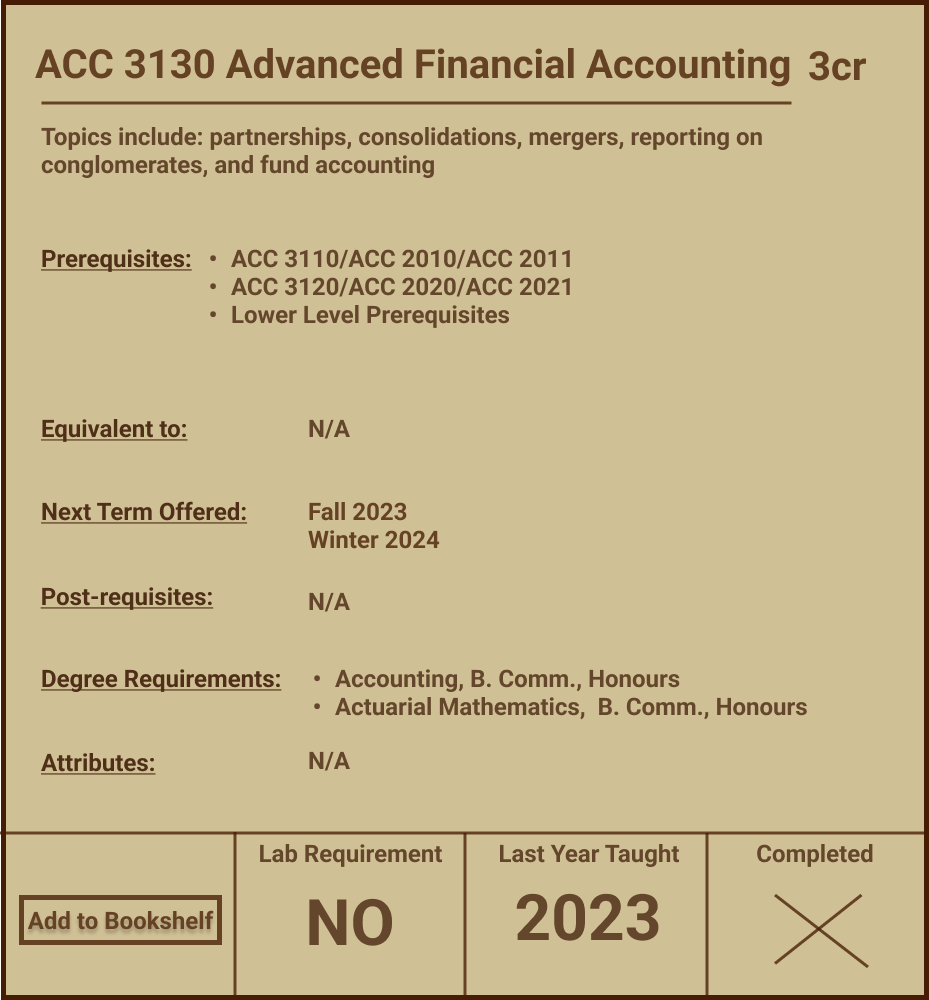 ACC 3130 Advanced Financial Accounting 3cr
Topics include: partnerships, consolidations, mergers, reporting on
conglomerates, and fund accounting
Prerequisites: • ACC 3110/ACC 2010/ACC 2011
• ACC 3120/ACC 2020/ACC 2021
• Lower Level Prerequisites
Equivalent to: N/A
Next Term Offered: Fall 2023
Winter 2024
Post-requisites: N/A
Degree Requirements: • Accounting, B. Comm., Honours
• Actuarial Mathematics, B. Comm., Honours
Attributes: N/A
Lab Requirement Last Year Taught Completed
Add to Bookshelf NO 2023